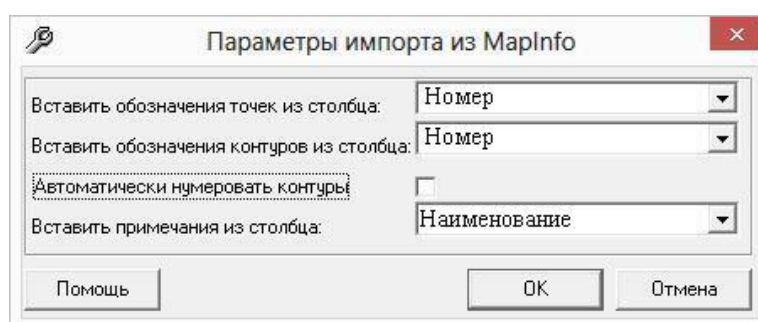 Параметры импорта из MapInfo
Вставить обозначения точек из столбца: Номер
Вставить обозначения контуров из столбца: Номер
Автоматически нумеровать контуры
Вставить примечания из столбца: Наименование
Помощь OK Отмена